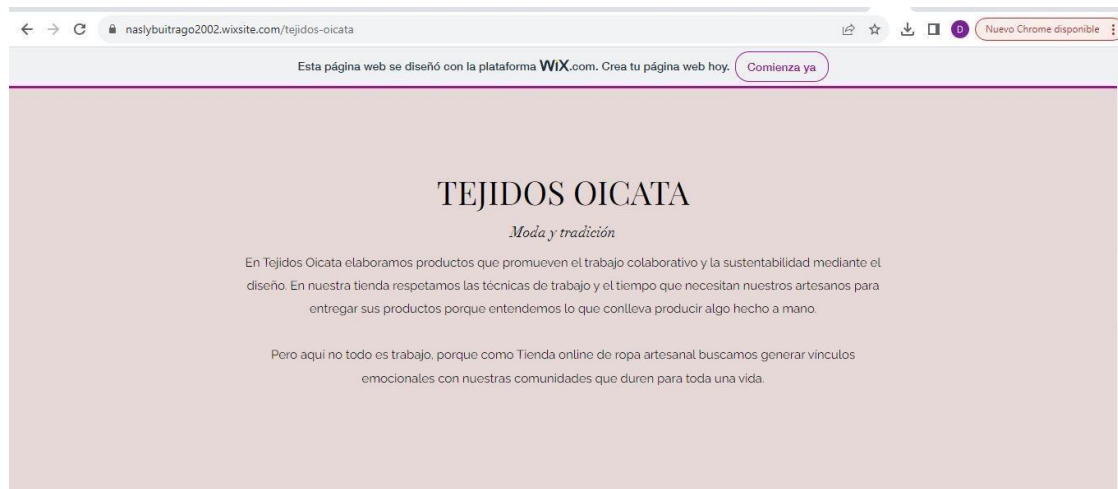 naslybuitrago2002.wixsite.com/tejidos-oicata
D
Nuevo Chrome disponible
Esta página web se diseñó con la plataforma WiX.com. Crea tu página web hoy. Comienza ya
TEJIDOS OICATA
Moda y tradición
En Tejidos Oicata elaboramos productos que promueven el trabajo colaborativo y la sustentabilidad mediante el
diseño. En nuestra tienda respetamos las técnicas de trabajo y el tiempo que necesitan nuestros artesanos para
entregar sus productos porque entendemos lo que conlleva producir algo hecho a mano.
Pero aquí no todo es trabajo, porque como Tienda online de ropa artesanal buscamos generar vínculos
emocionales con nuestras comunidades que duren para toda una vida.